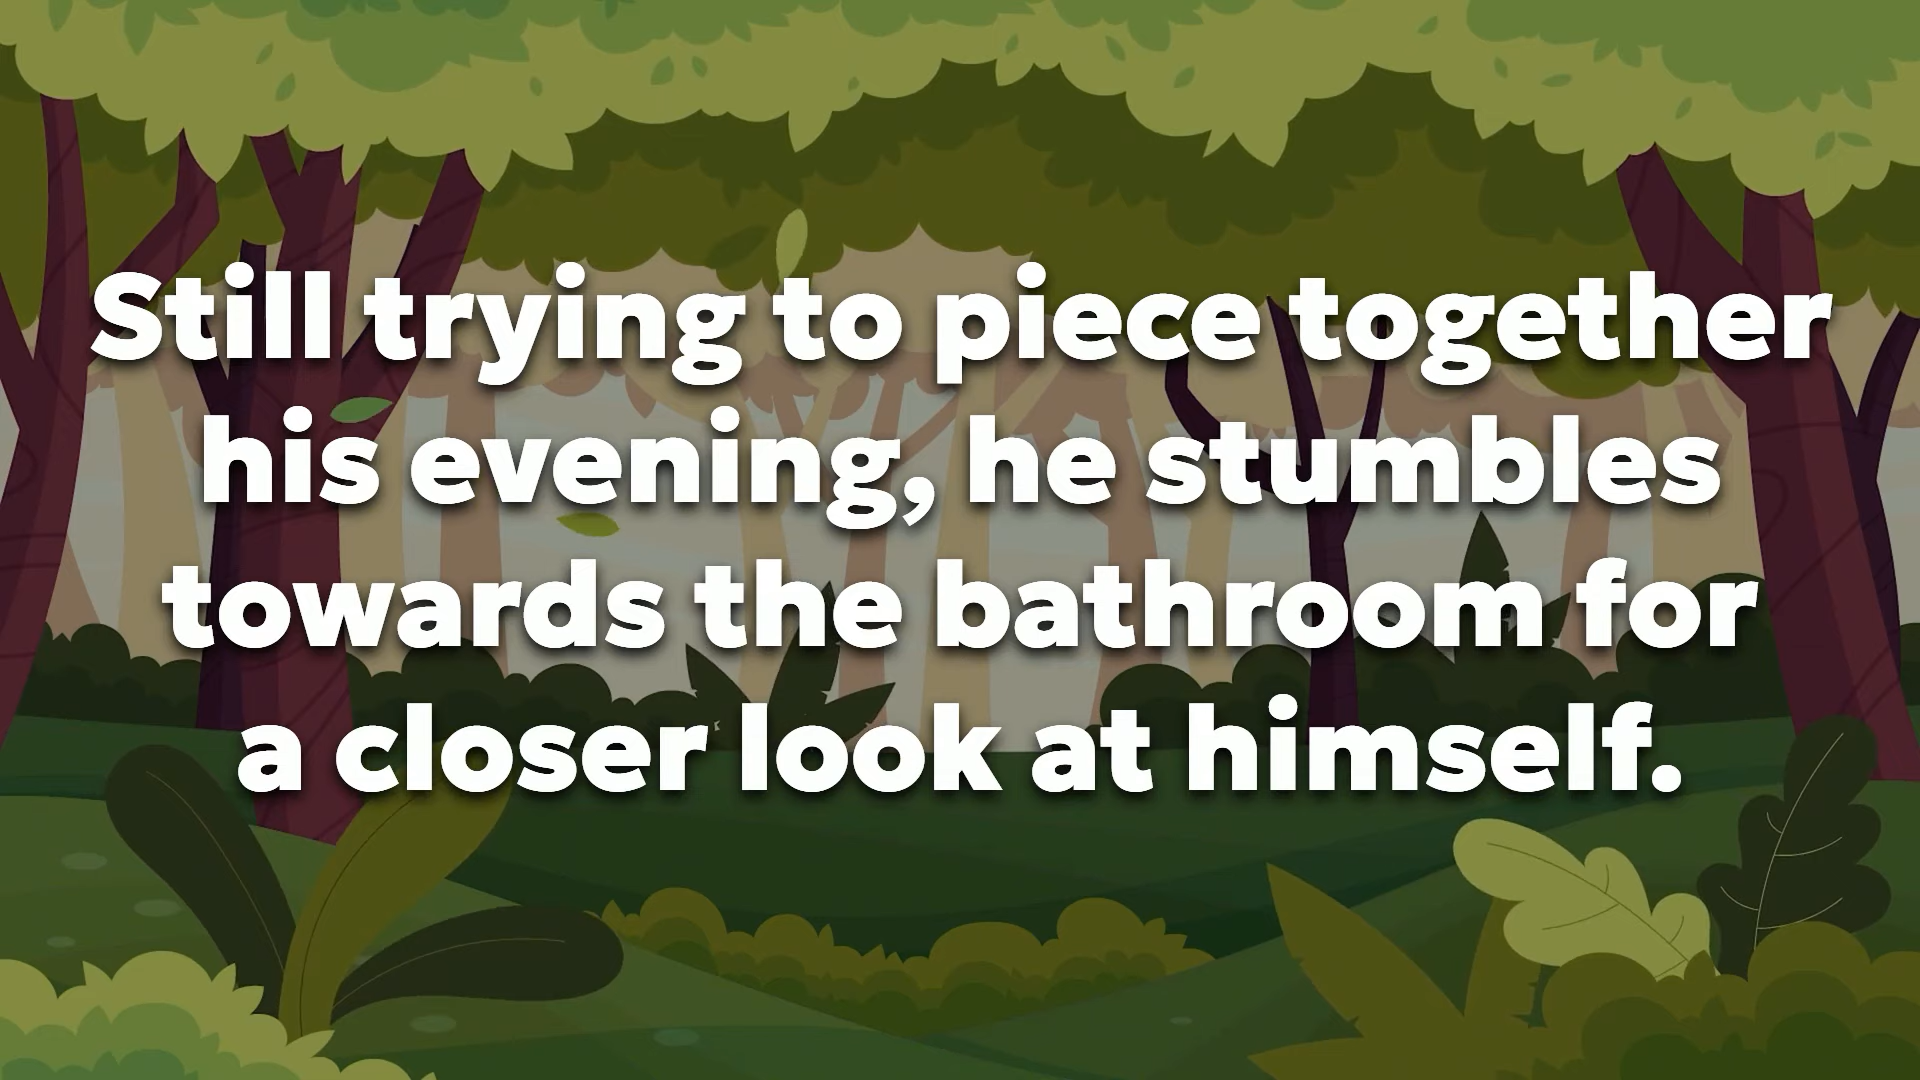 Still trying to piece together
his evening, he stumbles
towards the bathroom for
a closer look at himself.